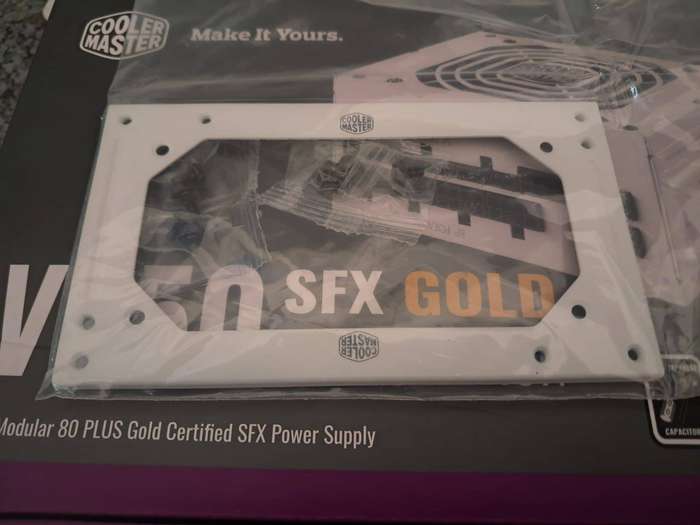 COOLER
MASTER
Make It Yours.
COOLER
MASTER
SFX GOLD
COOLER
MASTER
Modular 80 PLUS Gold Certified SFX Power Supply
CAPACITOR